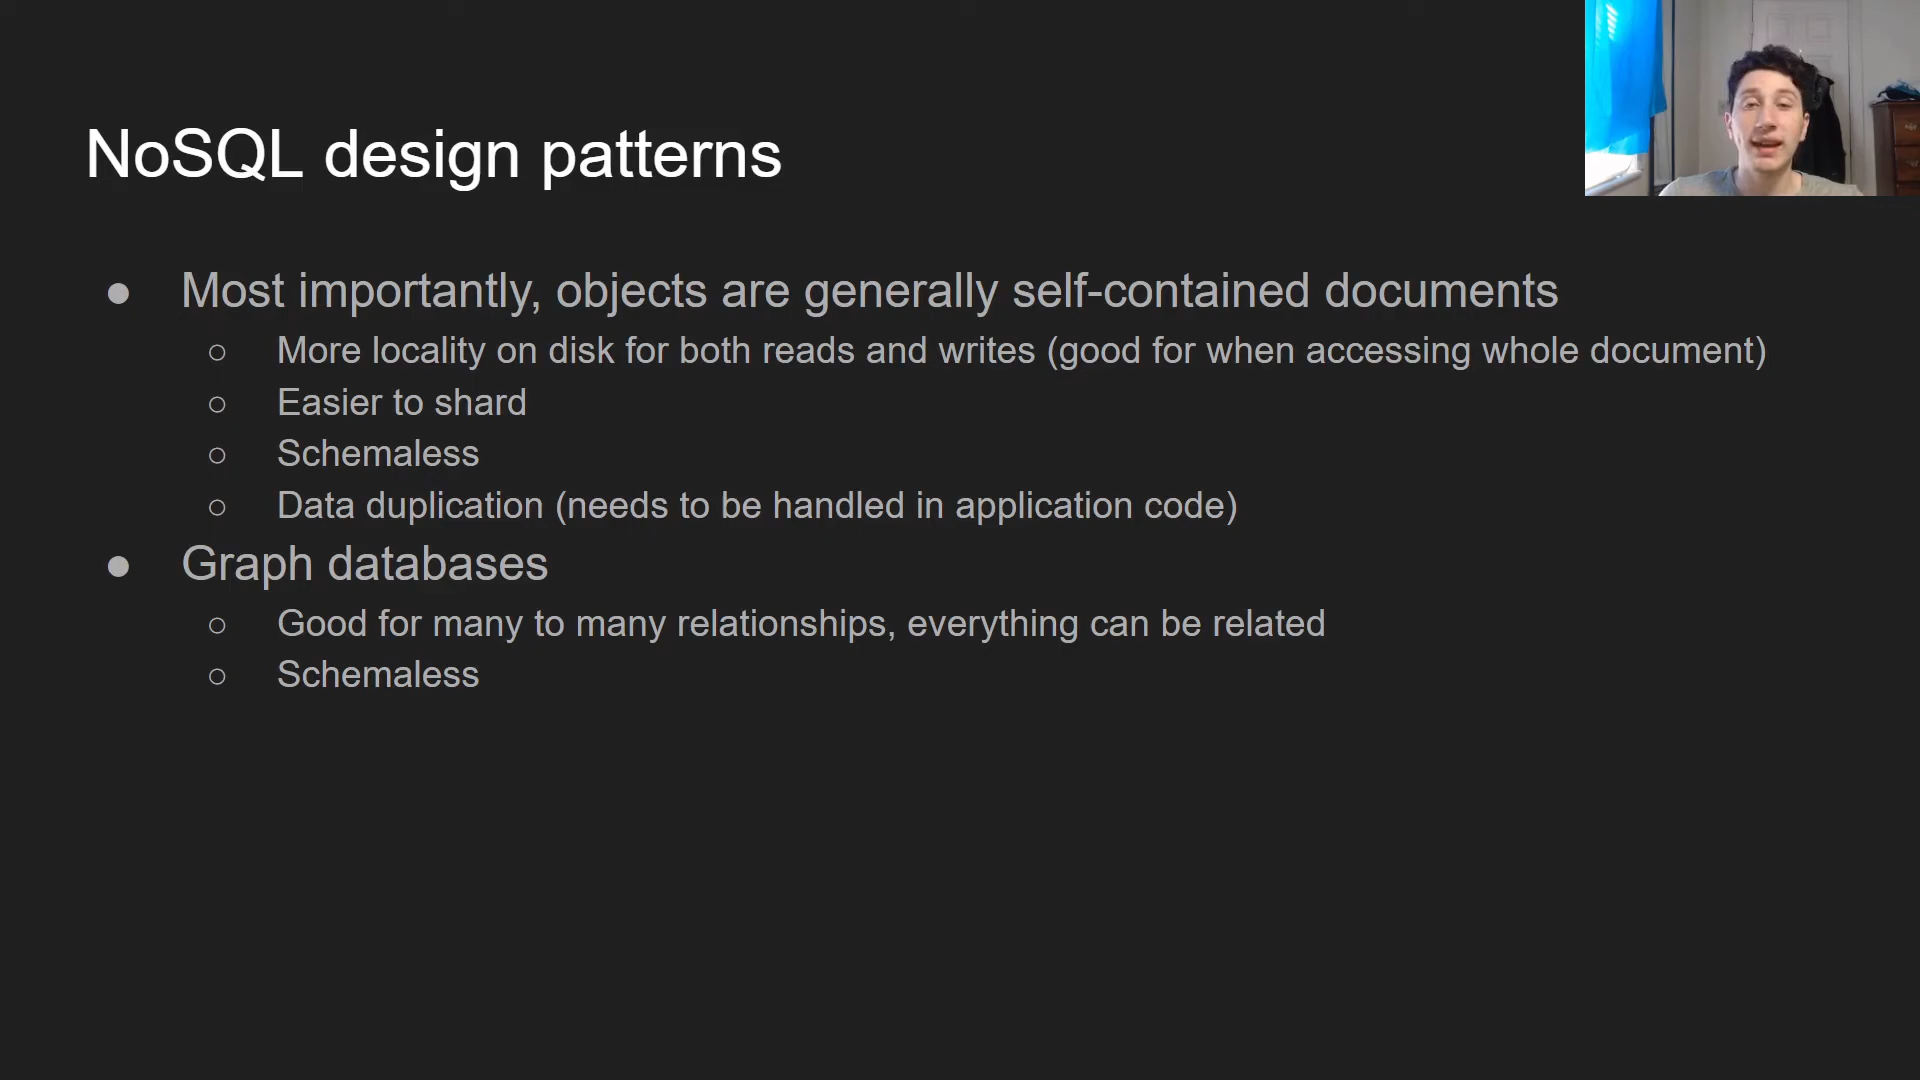 NoSQL design patterns
● Most importantly, objects are generally self-contained documents
○ More locality on disk for both reads and writes (good for when accessing whole document)
○ Easier to shard
○ Schemaless
○ Data duplication (needs to be handled in application code)
● Graph databases
○ Good for many to many relationships, everything can be related
○ Schemaless